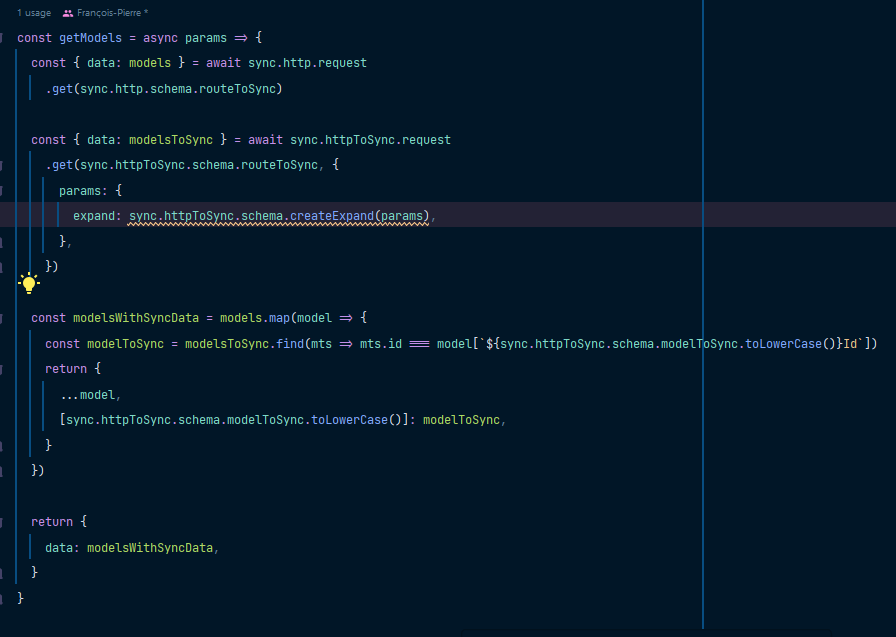 1 usage François-Pierre *
const getModels = async params => {
const { data: models } = await sync.http.request
.get(sync.http.schema.routeToSync)
const { data: modelsToSync } = await sync.httpToSync.request
.get(sync.httpToSync.schema.routeToSync, {
params: {
expand: sync.httpToSync.schema.createExpand(params),
},
})
const modelsWithSyncData = models.map(model => {
const modelToSync = modelsToSync.find(mts => mts.id === model[`${sync.httpToSync.schema.modelToSync.toLowerCase()}Id`])
return {
...model,
[sync.httpToSync.schema.modelToSync.toLowerCase()]: modelToSync,
}
})
return {
data: modelsWithSyncData,
}
}